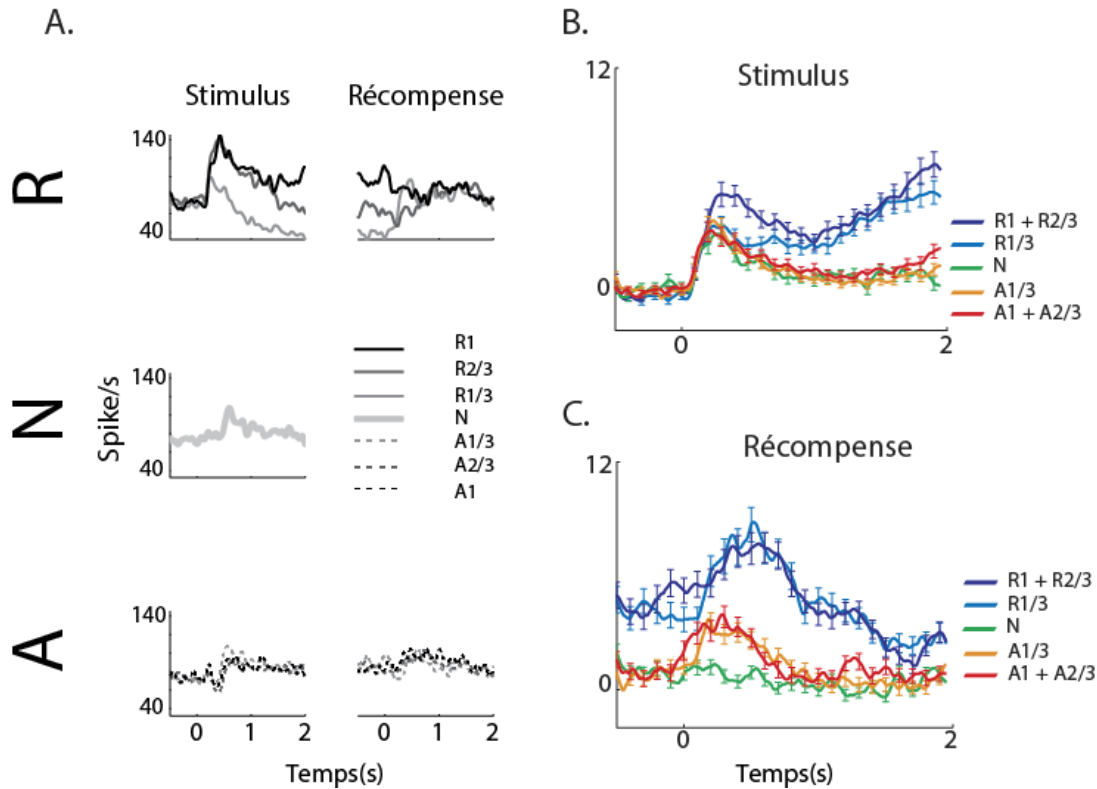 A.
Stimulus
Récompense
R
140
40
N
Spike/s
140
40
R1
R2/3
R1/3
N
A1/3
A2/3
A1
A
140
40
0
1
2
0
1
2
Temps(s)
B.
Stimulus
12
0
0
2
R1 + R2/3
R1/3
N
A1/3
A1 + A2/3
C.
Récompense
12
0
0
2
R1 + R2/3
R1/3
N
A1/3
A1 + A2/3
Temps(s)